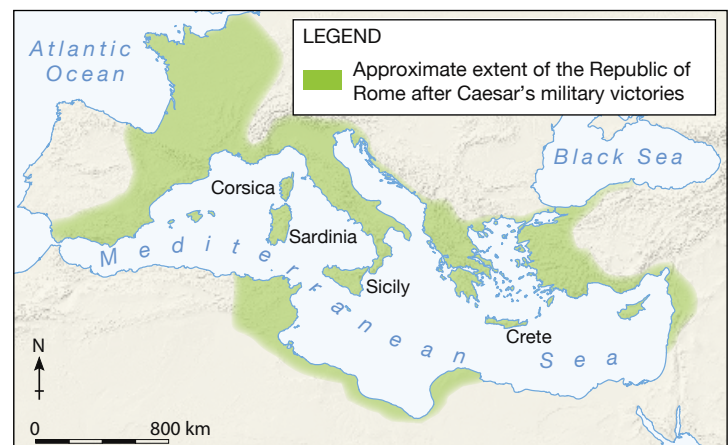 LEGEND
Approximate extent of the Republic of
Rome after Caesar's military victories
Atlantic
Ocean
Black Sea
Corsica
Sardinia
Sicily
Crete
Mediterranean Sea
N
0 800 km